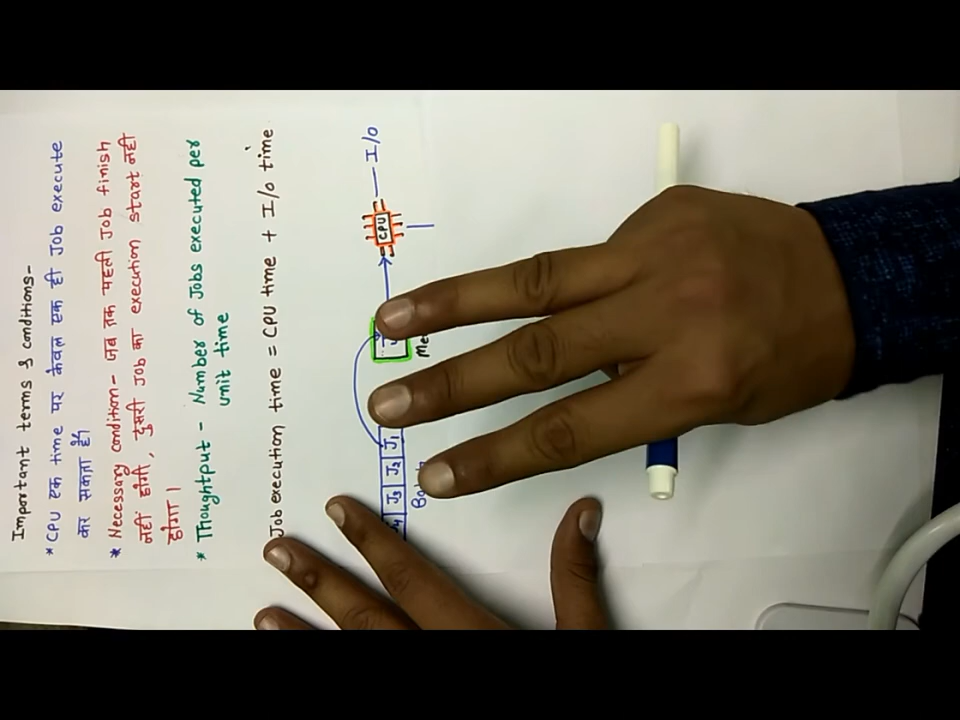 Important terms & conditions-
* CPU एक time पर केवल एक ही Job execute
कर सकता है।
* Necessary condition- जब तक पहली Job finish
नहीं होगी, दुसरी Job का execution start नही
होगा।
* Thoughtput - Number of Jobs executed per
unit time
Job execution time = CPU time + I/o time
J3 J2 J1 CPU I/o